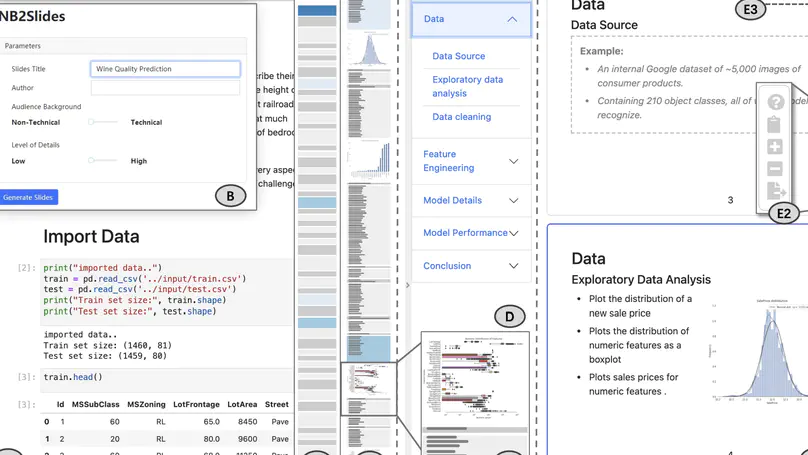 NB2Slides
Parameters
Slides Title
Wine Quality Prediction
Author
Audience Background
Non-Technical
Technical
Level of Details
Low
High
Generate Slides
B
cribe their
e height c
t railroad
at much
of bedro
very aspe
challenge
Import Data
[2]:
print("imported data..")
train = pd.read_csv('../input/train.csv')
test = pd.read_csv('../input/test.csv')
print("Train set size:", train.shape)
print("Test set size:", test.shape)
imported data..
Train set size: (1460, 81)
Test set size: (1459, 80)
[3]:
train.head()
[3]:
Id MSSubClass MSZoning LotFrontage LotArea Street
0 1 60 RL 65.0 8450 Pave
1 2 20 RL 80.0 9600 Pave
Data
Data Source
Exploratory data
analysis
Data cleaning
Feature
Engineering
Model Details
Model Performance
Conclusion
D
Data
E3
Data Source
Example:
• An internal Google dataset of ~5,000 images of
consumer products.
• Containing 210 object classes, all of
model
recognize.
3
E2
Data
Exploratory Data Analysis
• Plot the distribution of a
new sale price
• Plots the distribution of
numeric features as a
boxplot
• Plots sales prices for
numeric features .